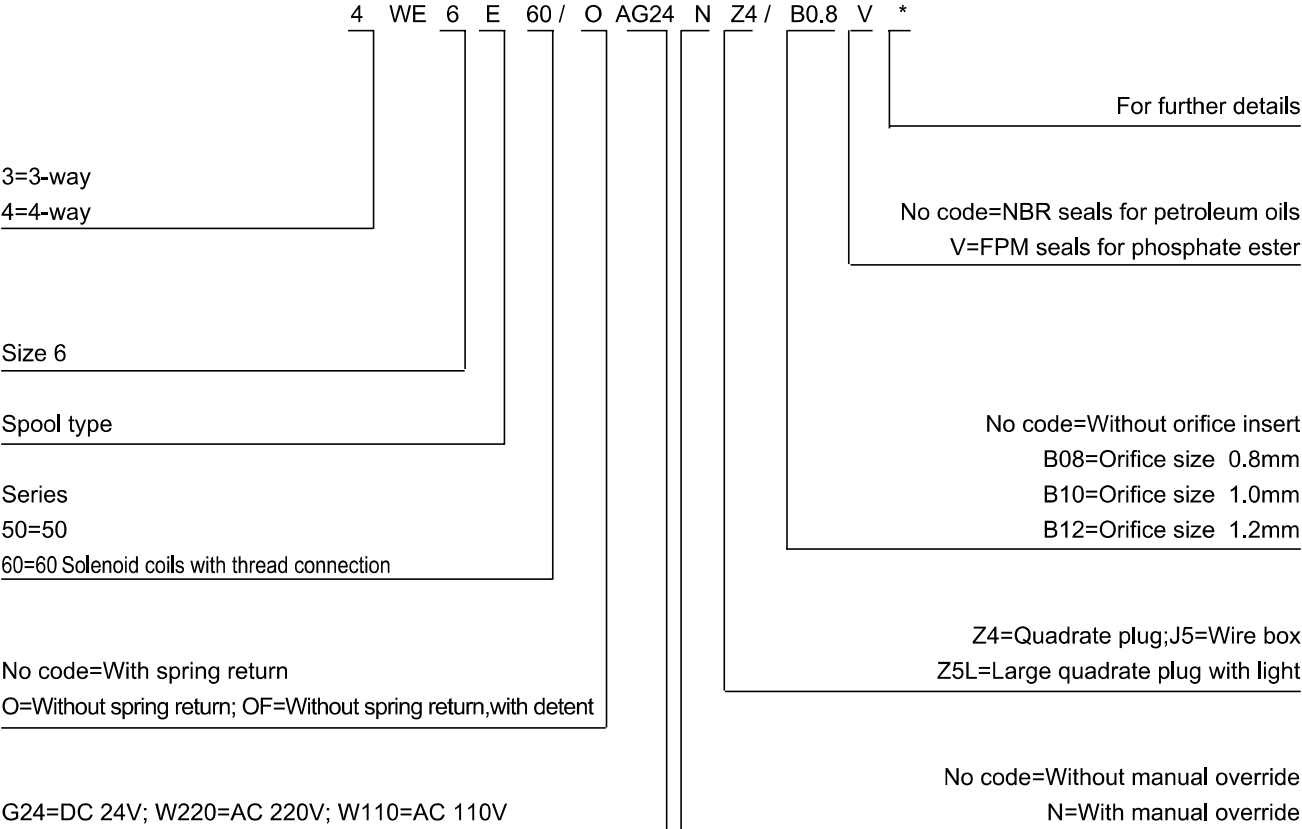 4 WE 6 E 60 / O AG24 N Z4 / B0.8 V *
For further details
3=3-way
4=4-way
No code=NBR seals for petroleum oils
V=FPM seals for phosphate ester
Size 6
Spool type
No code=Without orifice insert
B08=Orifice size 0.8mm
B10=Orifice size 1.0mm
B12=Orifice size 1.2mm
Series
50=50
60=60 Solenoid coils with thread connection
Z4=Quadrate plug;J5=Wire box
Z5L=Large quadrate plug with light
No code=With spring return
O=Without spring return; OF=Without spring return,with detent
No code=Without manual override
N=With manual override
G24=DC 24V; W220=AC 220V; W110=AC 110V